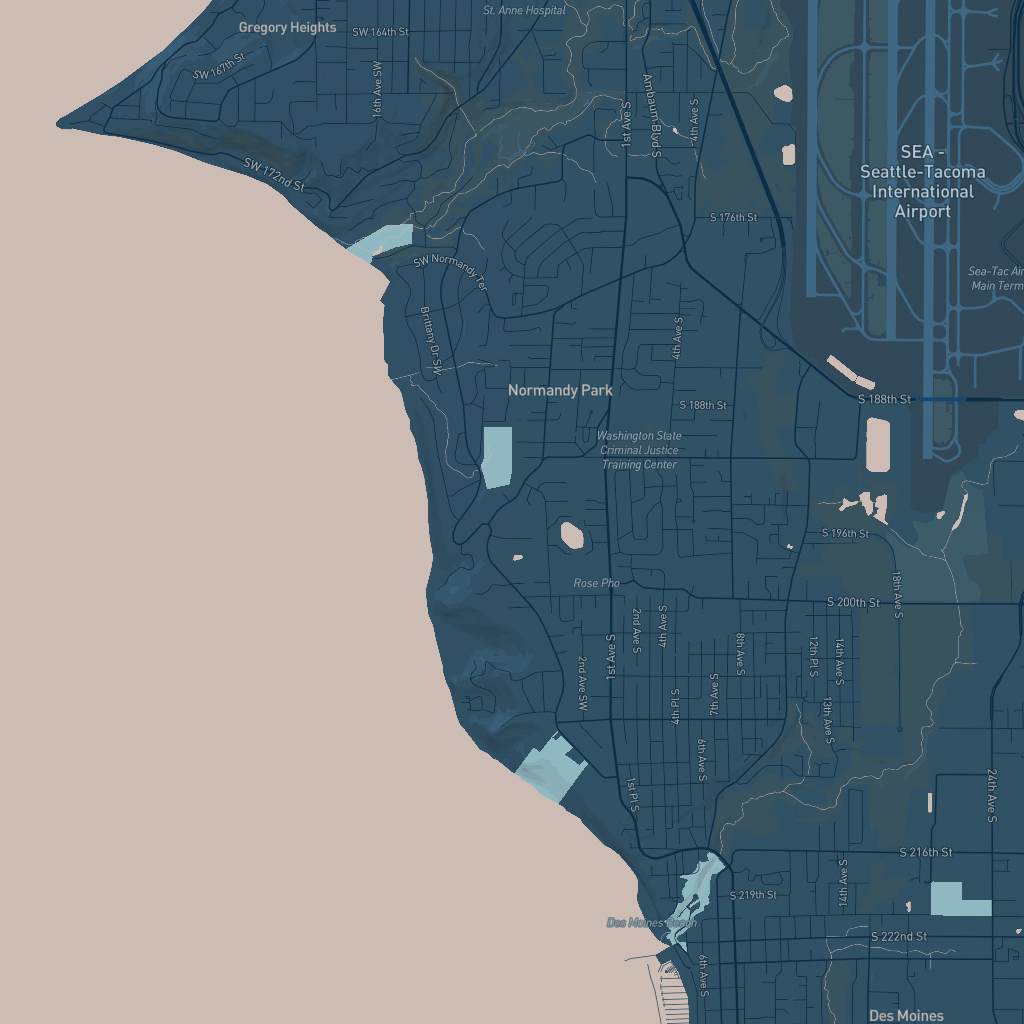 St. Anne Hospital
Gregory Heights
SW 164th St
SW 167th St
16th Ave SW
Ambaum Blvd S
1st Ave S
4th Ave S
SEA -
Seattle-Tacoma
International
Airport
SW 172nd St
S 176th St
SW Normandy Ter
Sea-Tac Air
Main Term
Brittany Dr SW
4th Ave S
Normandy Park
S 188th St
S 188th St
Washington State
Criminal Justice
Training Center
S 196th St
Rose Pho
18th Ave S
S 200th St
2nd Ave S
4th Ave S
1st Ave S
8th Ave S
12th Pl S
14th Ave S
2nd Ave SW
7th Ave S
4th Pl S
13th Ave S
6th Ave S
1st Pl S
24th Ave S
S 216th St
14th Ave S
S 219th St
Des Moines Beach
S 222nd St
6th Ave S
Des Moines